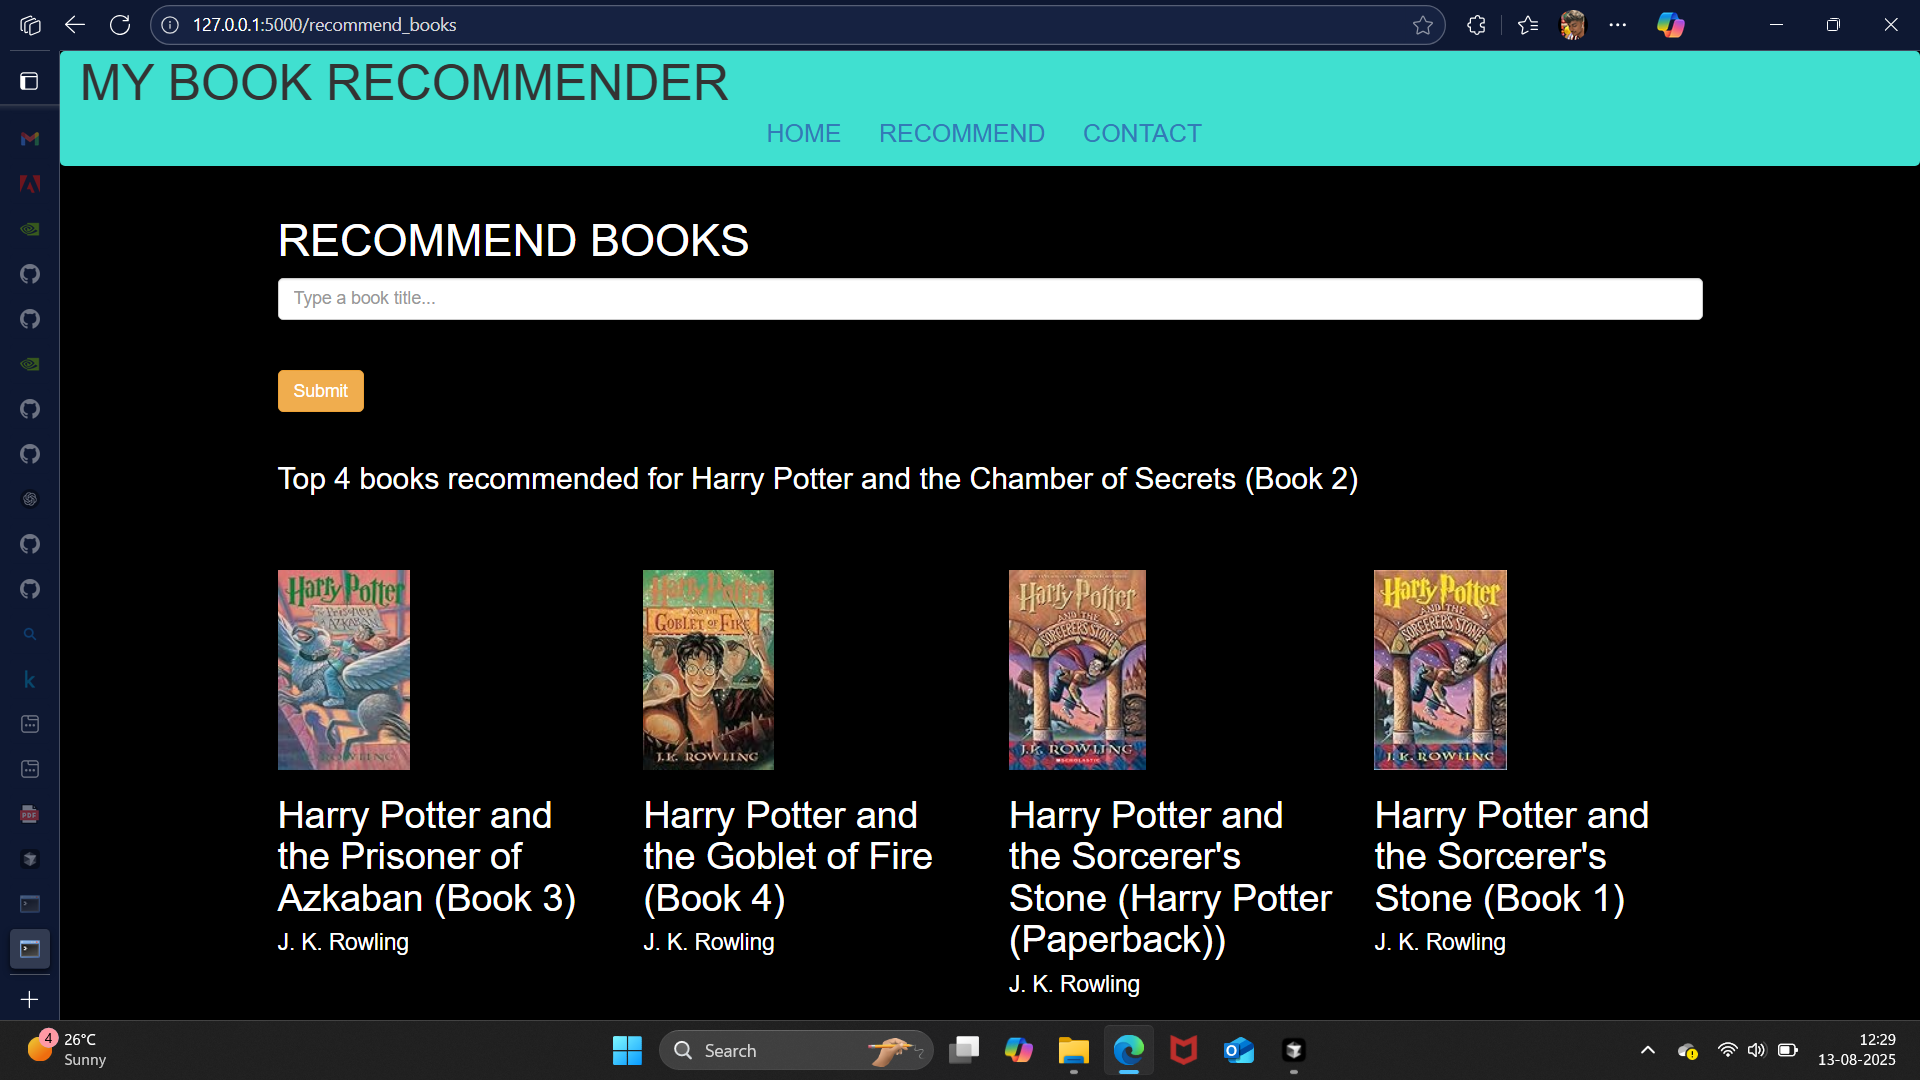 127.0.0.1:5000/recommend_books
MY BOOK RECOMMENDER
HOME RECOMMEND CONTACT
RECOMMEND BOOKS
Type a book title...
Submit
Top 4 books recommended for Harry Potter and the Chamber of Secrets (Book 2)
Harry Potter
Prisoner
AZKABAN
Harry Potter
AND THE
GOBLET OF FIRE
J.K. ROWLING
Harry Potter
AND THE
SORCERER'S STONE
J.K. ROWLING
SCHOLASTIC
Harry Potter
AND THE
SORCERER'S STONE
J.K. ROWLING
Harry Potter and
the Prisoner of
Azkaban (Book 3)
J. K. Rowling
Harry Potter and
the Goblet of Fire
(Book 4)
J. K. Rowling
Harry Potter and
the Sorcerer's
Stone (Harry Potter
(Paperback))
J. K. Rowling
Harry Potter and
the Sorcerer's
Stone (Book 1)
J. K. Rowling
4
26°C
Sunny
Search
12:29
13-08-2025